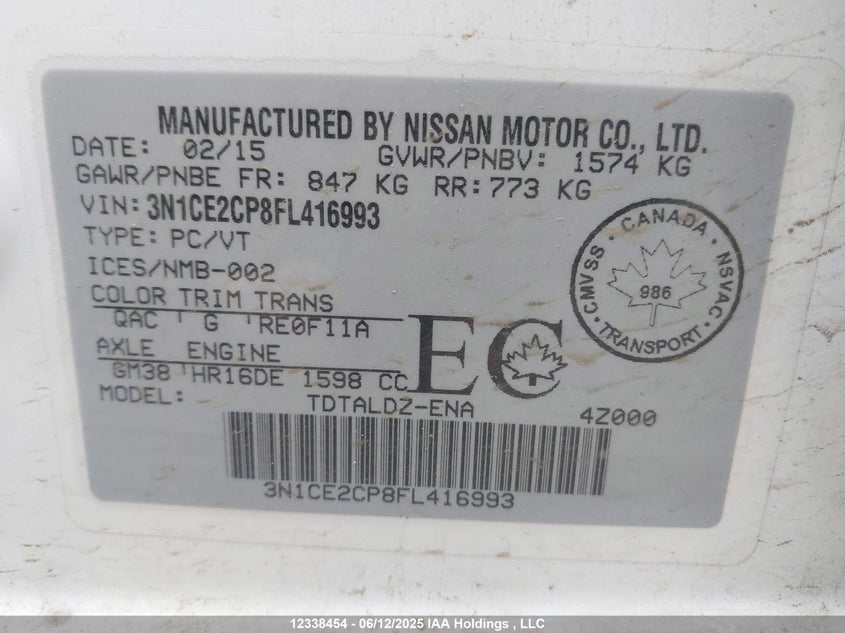 MANUFACTURED BY NISSAN MOTOR CO., LTD.
DATE: 02/15 GVWR/PNBV: 1574 KG
GAWR/PNBE FR: 847 KG RR: 773 KG
VIN: 3N1CE2CP8FL416993
TYPE: PC/VT
ICES/NMB-002
COLOR TRIM TRANS
QAC G RE0F11A
AXLE ENGINE
GM38 HR16DE 1598 CC
MODEL: TDTALDZ-ENA 4Z000
EC
CANADA · NSVAC · TRANSPORT · CMVSS ·
986
3N1CE2CP8FL416993
12338454 - 06/12/2025 IAA Holdings , LLC